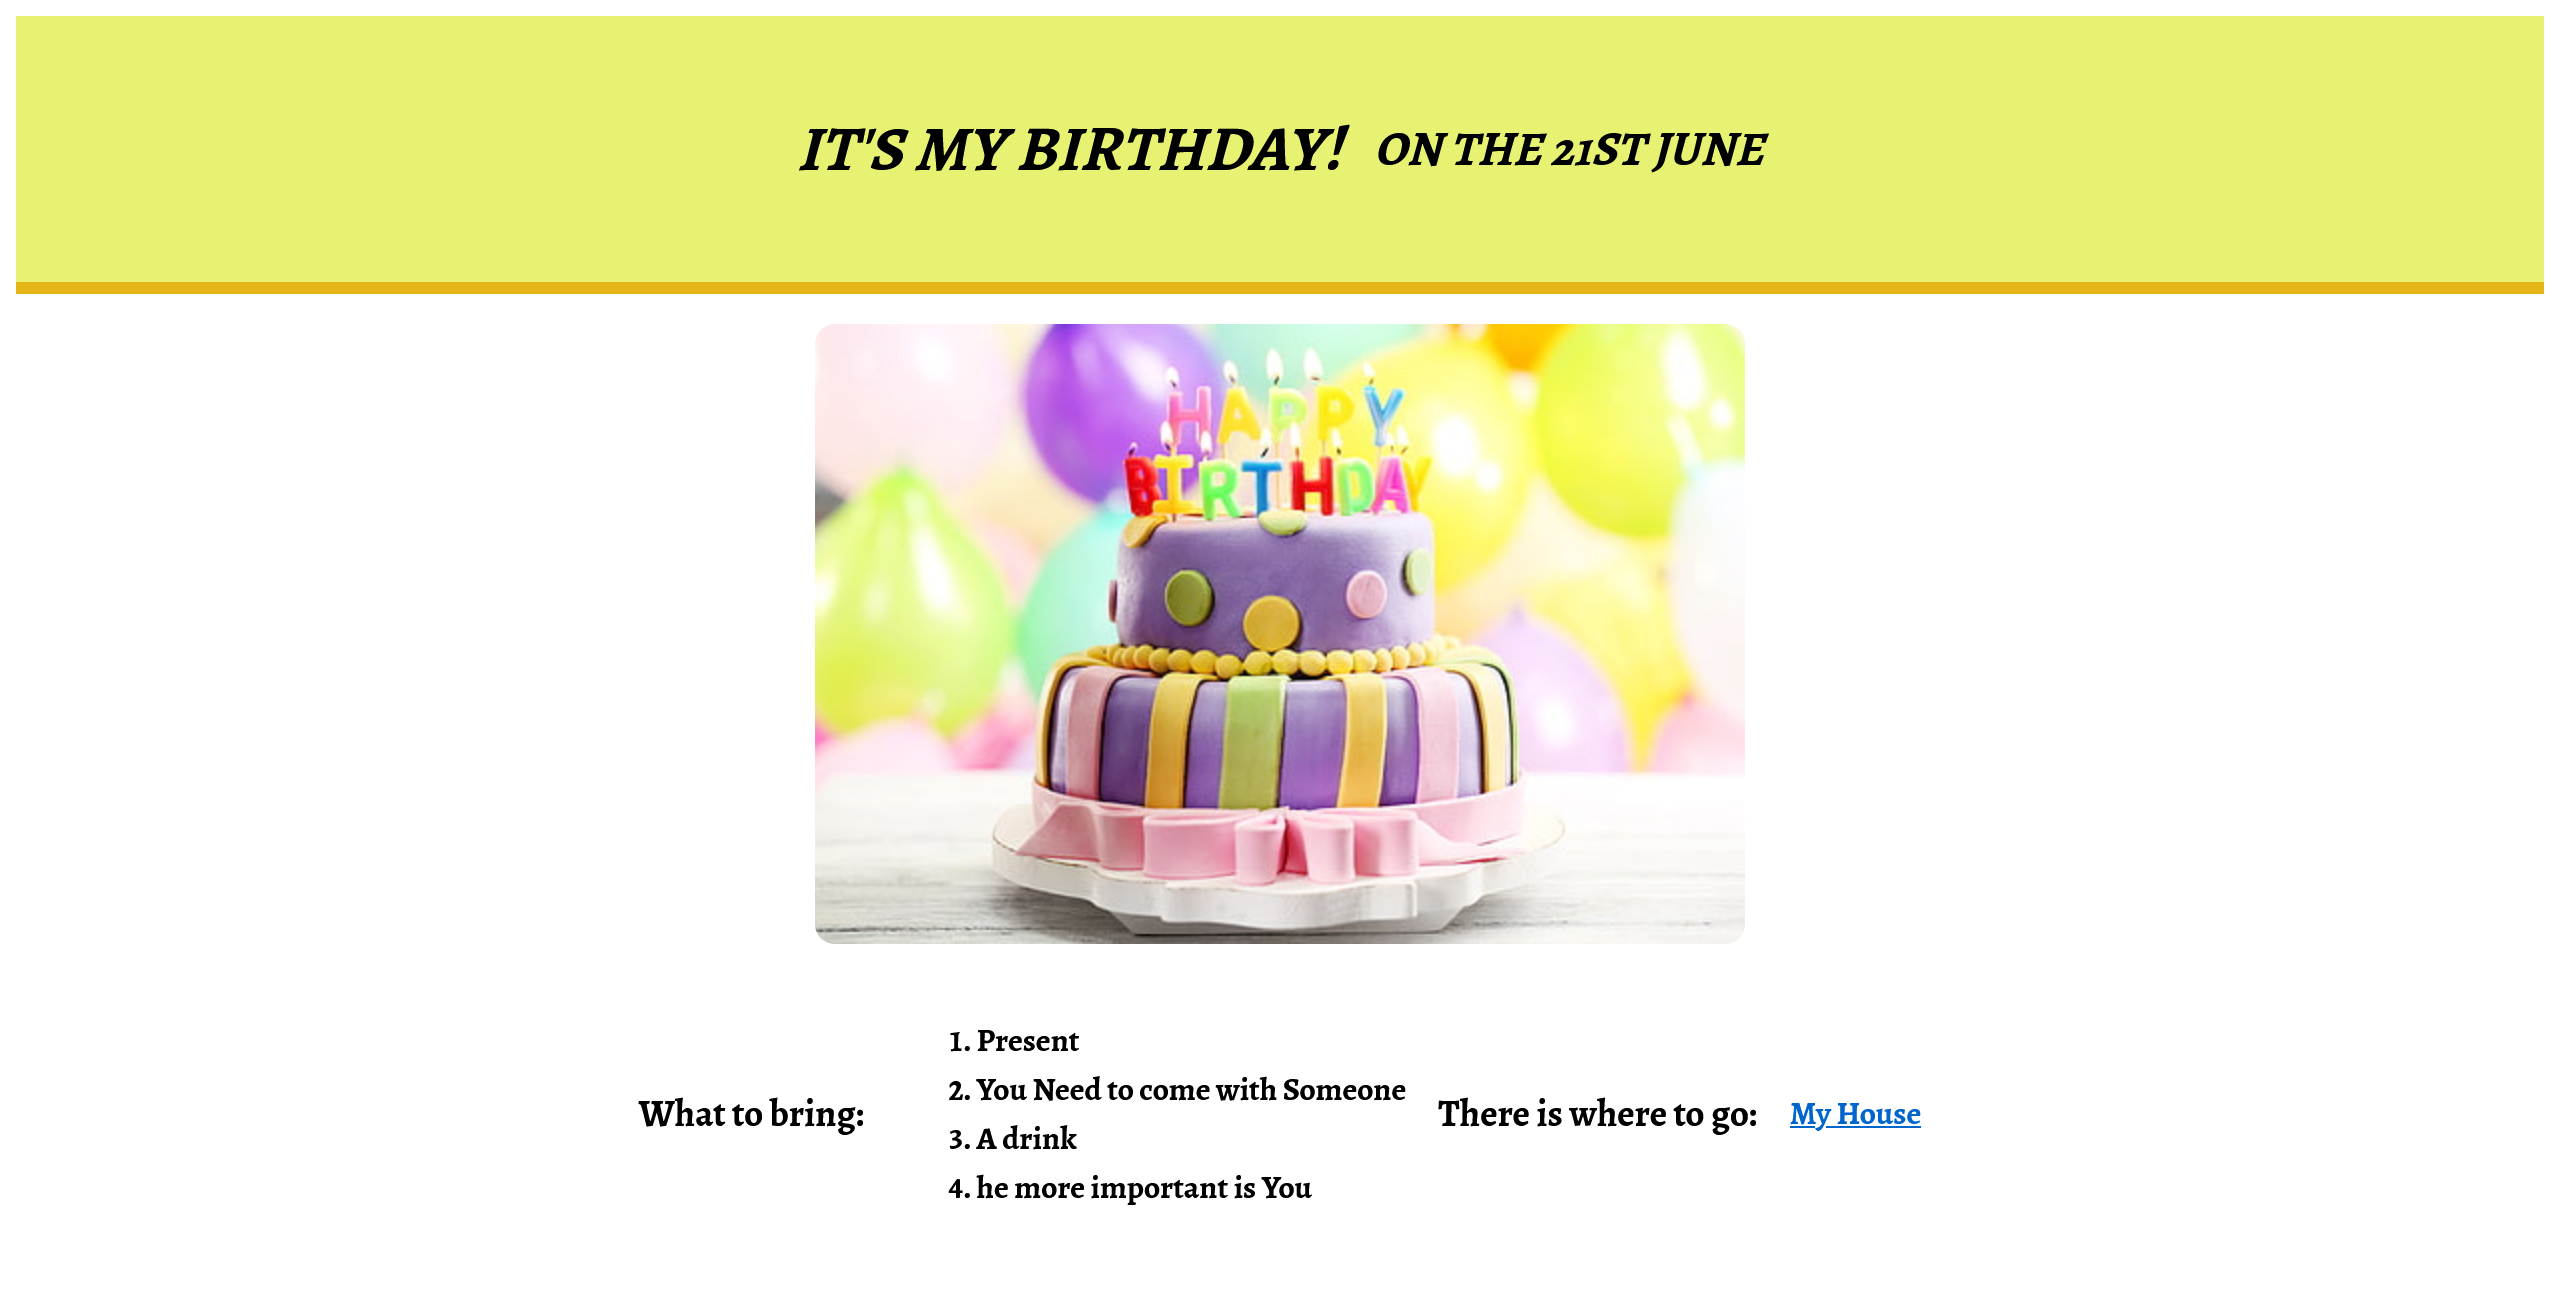 IT'S MY BIRTHDAY! ON THE 21ST JUNE
HAPPY
BIRTHDAY
What to bring:
1. Present
2. You Need to come with Someone
3. A drink
4. he more important is You
There is where to go:
My House